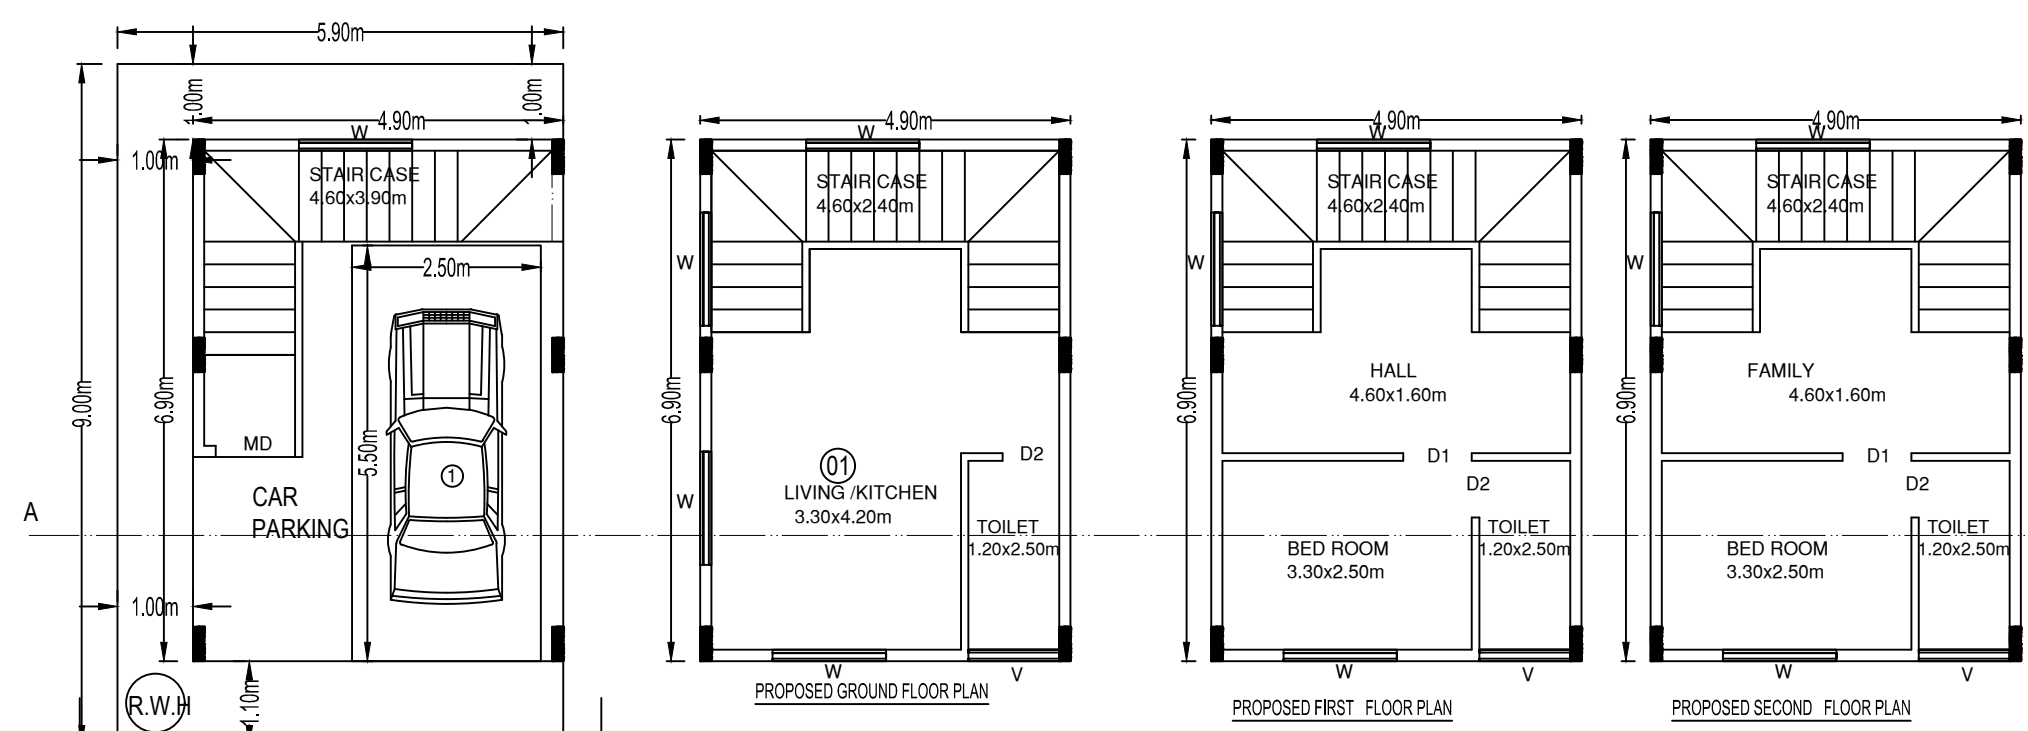 5.90m
1.00m
1.00m
4.90m
W
1.00m
STAIR CASE
4.60x3.90m
2.50m
9.00m
6.90m
5.50m
MD
1
CAR
PARKING
A
1.00m
R.W.H
1.10m
4.90m
W
STAIR CASE
4.60x2.40m
W
6.90m
01
D2
LIVING /KITCHEN
3.30x4.20m
W
TOILET
1.20x2.50m
W
V
PROPOSED GROUND FLOOR PLAN
4.90m
W
STAIR CASE
4.60x2.40m
W
HALL
4.60x1.60m
6.90m
D1
D2
TOILET
1.20x2.50m
BED ROOM
3.30x2.50m
W
V
PROPOSED FIRST FLOOR PLAN
4.90m
W
STAIR CASE
4.60x2.40m
W
FAMILY
4.60x1.60m
6.90m
D1
D2
TOILET
1.20x2.50m
BED ROOM
3.30x2.50m
W
V
PROPOSED SECOND FLOOR PLAN